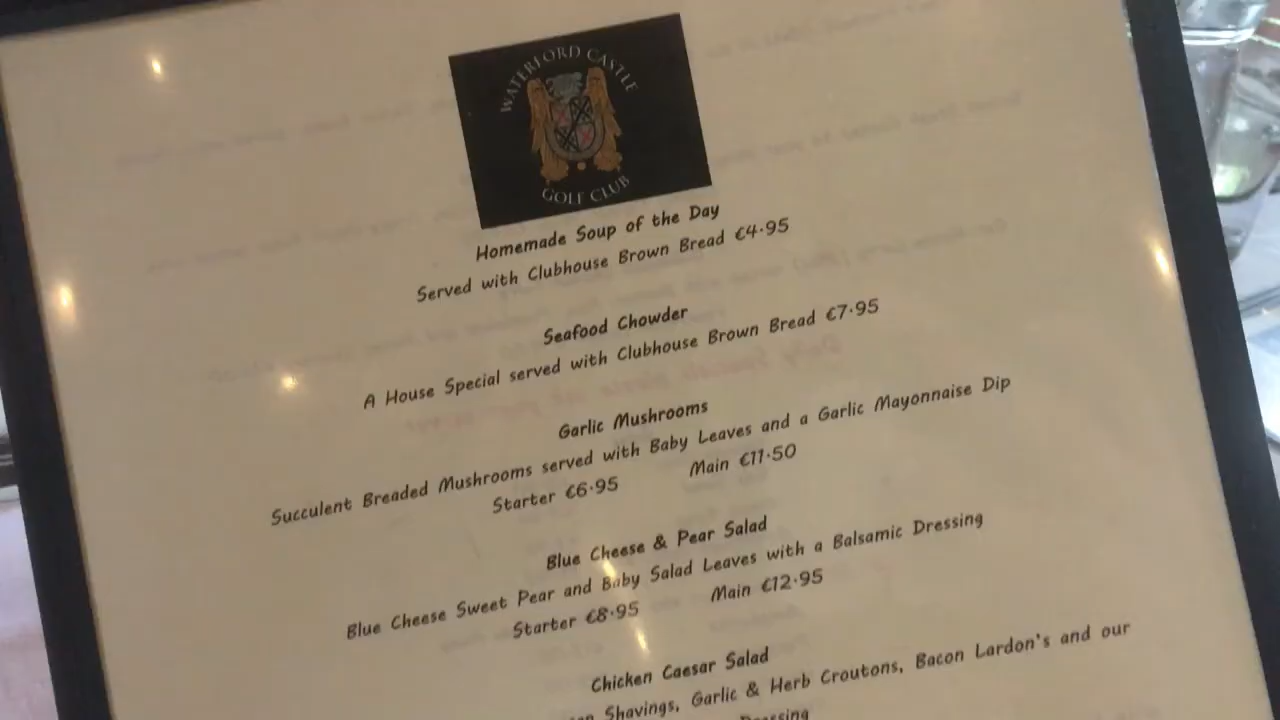 WATERFORD CASTLE
GOLF CLUB
Homemade Soup of the Day
Served with Clubhouse Brown Bread €4.95
Seafood Chowder
A House Special served with Clubhouse Brown Bread €7.95
Garlic Mushrooms
Succulent Breaded Mushrooms served with Baby Leaves and a Garlic Mayonnaise Dip
Starter €6.95 Main €11.50
Blue Cheese & Pear Salad
Blue Cheese Sweet Pear and Baby Salad Leaves with a Balsamic Dressing
Starter €8.95 Main €12.95
Chicken Caesar Salad
Shavings, Garlic & Herb Croutons, Bacon Lardon's and our
Dressing